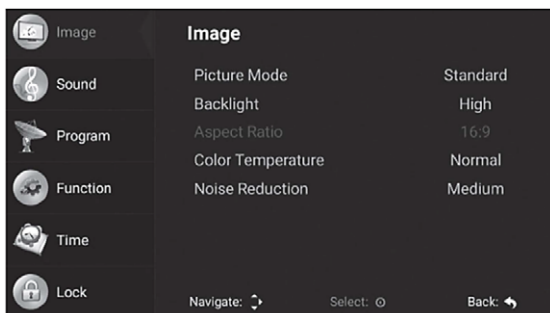 Image
Sound
Program
Function
Time
Lock
Image
Picture Mode Standard
Backlight High
Aspect Ratio 16:9
Color Temperature Normal
Noise Reduction Medium
Navigate: Select: Back: